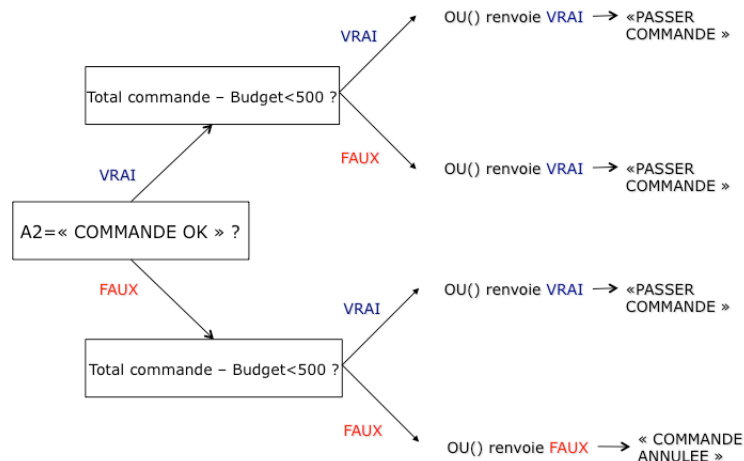 OU() renvoie VRAI
«PASSER
COMMANDE »
VRAI
Total commande – Budget<500 ?
FAUX
OU() renvoie VRAI
«PASSER
COMMANDE »
VRAI
A2=« COMMANDE OK » ?
FAUX
OU() renvoie VRAI
«PASSER
COMMANDE »
VRAI
Total commande – Budget<500 ?
FAUX
OU() renvoie FAUX
« COMMANDE
ANNULEE »